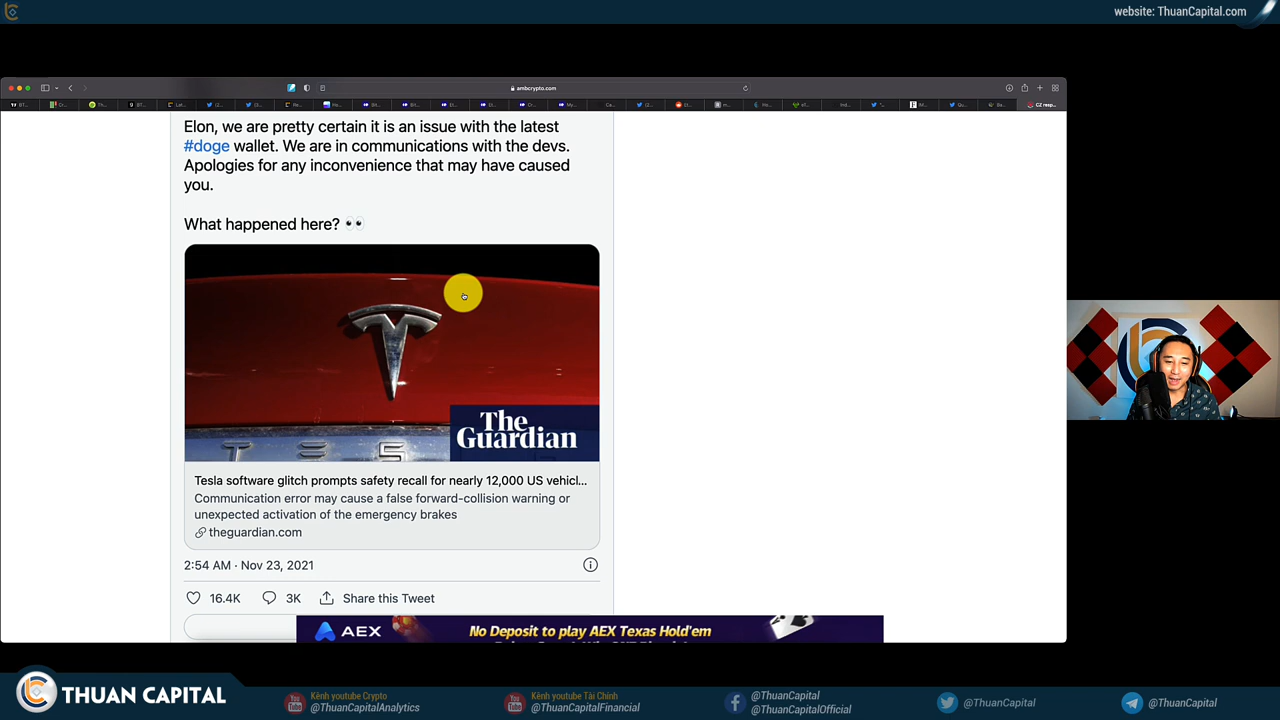 website: ThuanCapital.com
ambcrypto.com
Elon, we are pretty certain it is an issue with the latest
#doge wallet. We are in communications with the devs.
Apologies for any inconvenience that may have caused
you.
What happened here? 👀
The
Guardian
TES
Tesla software glitch prompts safety recall for nearly 12,000 US vehicl...
Communication error may cause a false forward-collision warning or
unexpected activation of the emergency brakes
theguardian.com
2:54 AM · Nov 23, 2021
16.4K 3K Share this Tweet
AEX No Deposit to play AEX Texas Hold'em
THUAN CAPITAL
Kênh youtube Crypto
@ThuanCapitalAnalytics
Kênh youtube Tài Chính
@ThuanCapitalFinancial
@ThuanCapital
@ThuanCapitalOfficial
@ThuanCapital
@ThuanCapital